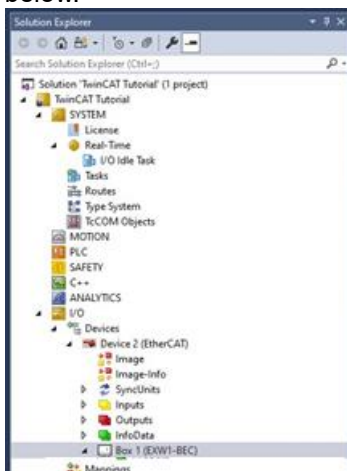 below.
Solution Explorer
Search Solution Explorer (Ctrl+;)
Solution 'TwinCAT Tutorial' (1 project)
TwinCAT Tutorial
SYSTEM
License
Real-Time
I/O Idle Task
Tasks
Routes
Type System
TcCOM Objects
MOTION
PLC
SAFETY
C++
ANALYTICS
I/O
Devices
Device 2 (EtherCAT)
Image
Image-Info
SyncUnits
Inputs
Outputs
InfoData
Box 1 (EXW1-BEC)
Mappings